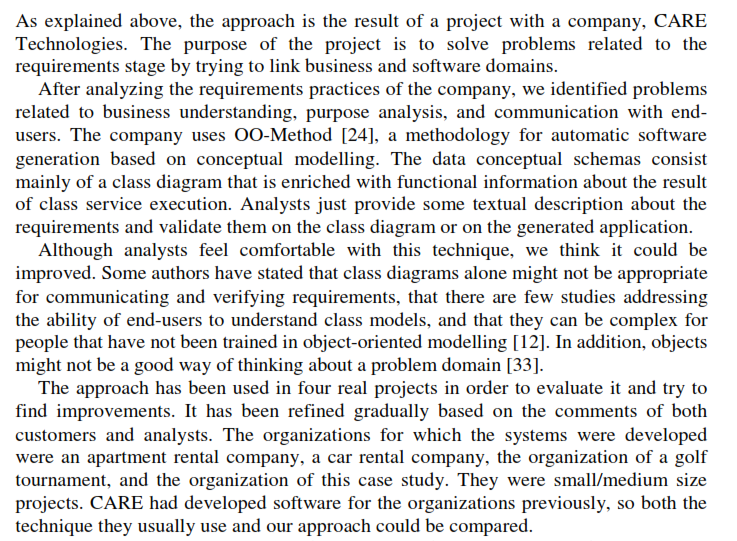 As explained above, the approach is the result of a project with a company, CARE
Technologies. The purpose of the project is to solve problems related to the
requirements stage by trying to link business and software domains.
After analyzing the requirements practices of the company, we identified problems
related to business understanding, purpose analysis, and communication with end-
users. The company uses OO-Method [24], a methodology for automatic software
generation based on conceptual modelling. The data conceptual schemas consist
mainly of a class diagram that is enriched with functional information about the result
of class service execution. Analysts just provide some textual description about the
requirements and validate them on the class diagram or on the generated application.
Although analysts feel comfortable with this technique, we think it could be
improved. Some authors have stated that class diagrams alone might not be appropriate
for communicating and verifying requirements, that there are few studies addressing
the ability of end-users to understand class models, and that they can be complex for
people that have not been trained in object-oriented modelling [12]. In addition, objects
might not be a good way of thinking about a problem domain [33].
The approach has been used in four real projects in order to evaluate it and try to
find improvements. It has been refined gradually based on the comments of both
customers and analysts. The organizations for which the systems were developed
were an apartment rental company, a car rental company, the organization of a golf
tournament, and the organization of this case study. They were small/medium size
projects. CARE had developed software for the organizations previously, so both the
technique they usually use and our approach could be compared.